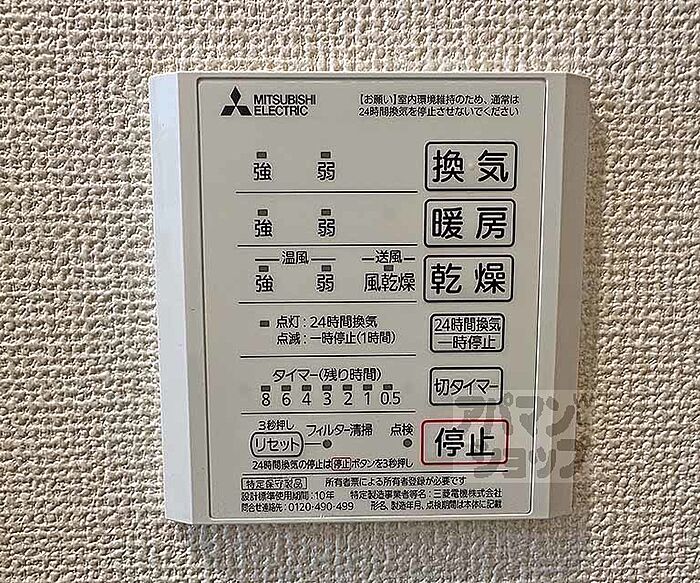 MITSUBISHI
ELECTRIC
【お願い】室内環境維持のため、通常は
24時間換気を停止させないでください
強 弱 換気
強 弱 暖房
温風 送風
強 弱 風乾燥 乾燥
点灯：24時間換気
点滅：一時停止(1時間)
24時間換気
一時停止
タイマー(残り時間)
8 6 4 3 2 1 0.5
切タイマー
3秒押し
リセット フィルター清掃 点検
停止
24時間換気の停止は停止ボタンを3秒押し
特定保守製品 所有者票による所有者登録が必要です
設計標準使用期間：10年 特定製造事業者等名：三菱電機株式会社
問合せ連絡先：0120-490-499 形名、製造年月、点検期間は本体に記載
アパマン
ショップ